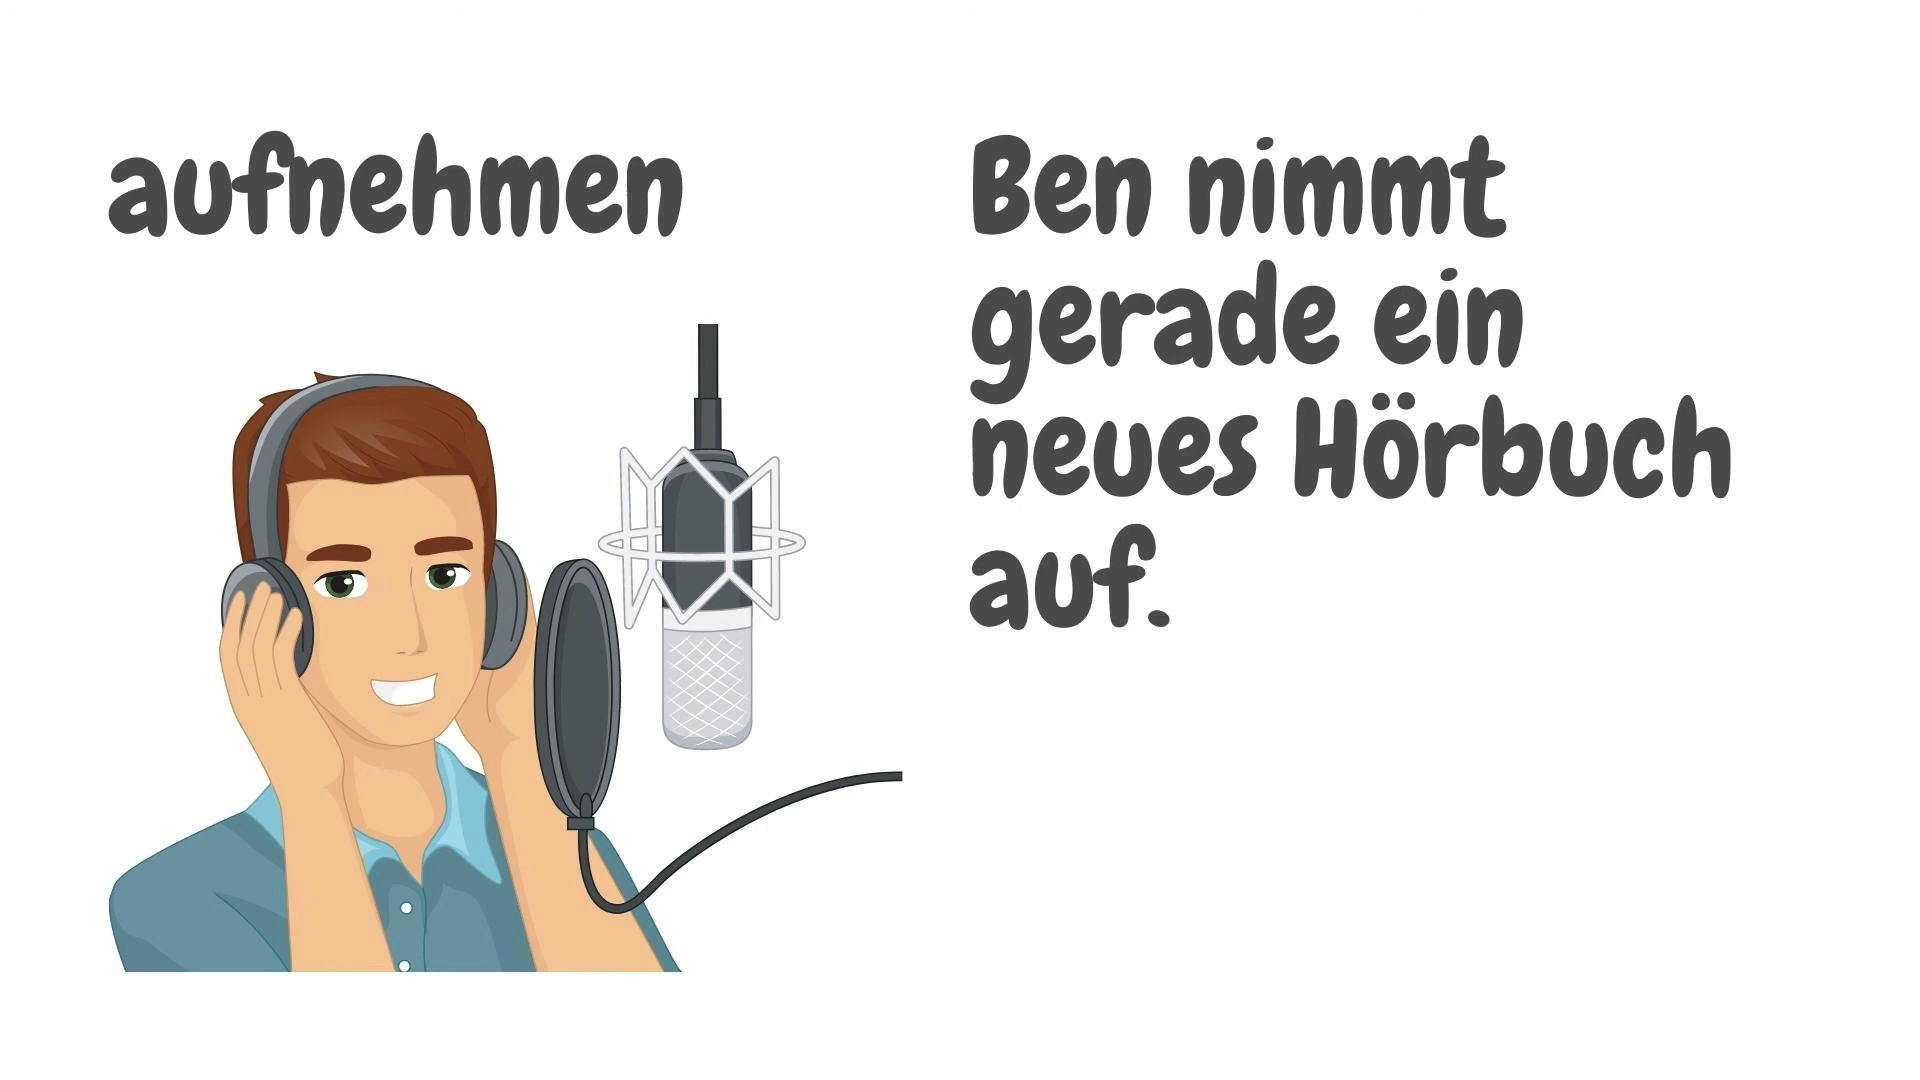 aufnehmen
Ben nimmt
gerade ein
neues Hörbuch
auf.